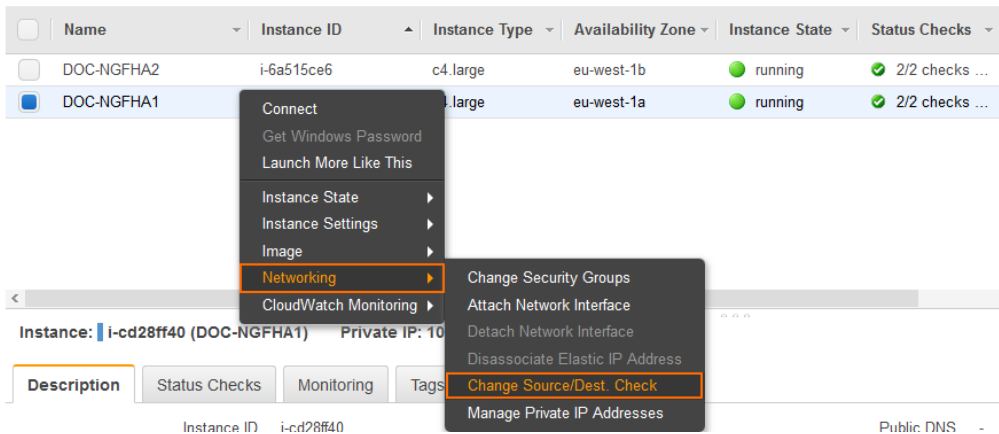 Name Instance ID Instance Type Availability Zone Instance State Status Checks
DOC-NGFHA2 i-6a515ce6 c4.large eu-west-1b running 2/2 checks ...
DOC-NGFHA1 .large eu-west-1a running 2/2 checks ...
Connect
Get Windows Password
Launch More Like This
Instance State
Instance Settings
Image
Networking
CloudWatch Monitoring
Change Security Groups
Attach Network Interface
Detach Network Interface
Disassociate Elastic IP Address
Change Source/Dest. Check
Manage Private IP Addresses
Instance: i-cd28ff40 (DOC-NGFHA1) Private IP: 10
Description Status Checks Monitoring Tags
Instance ID i-cd28ff40 Public DNS -